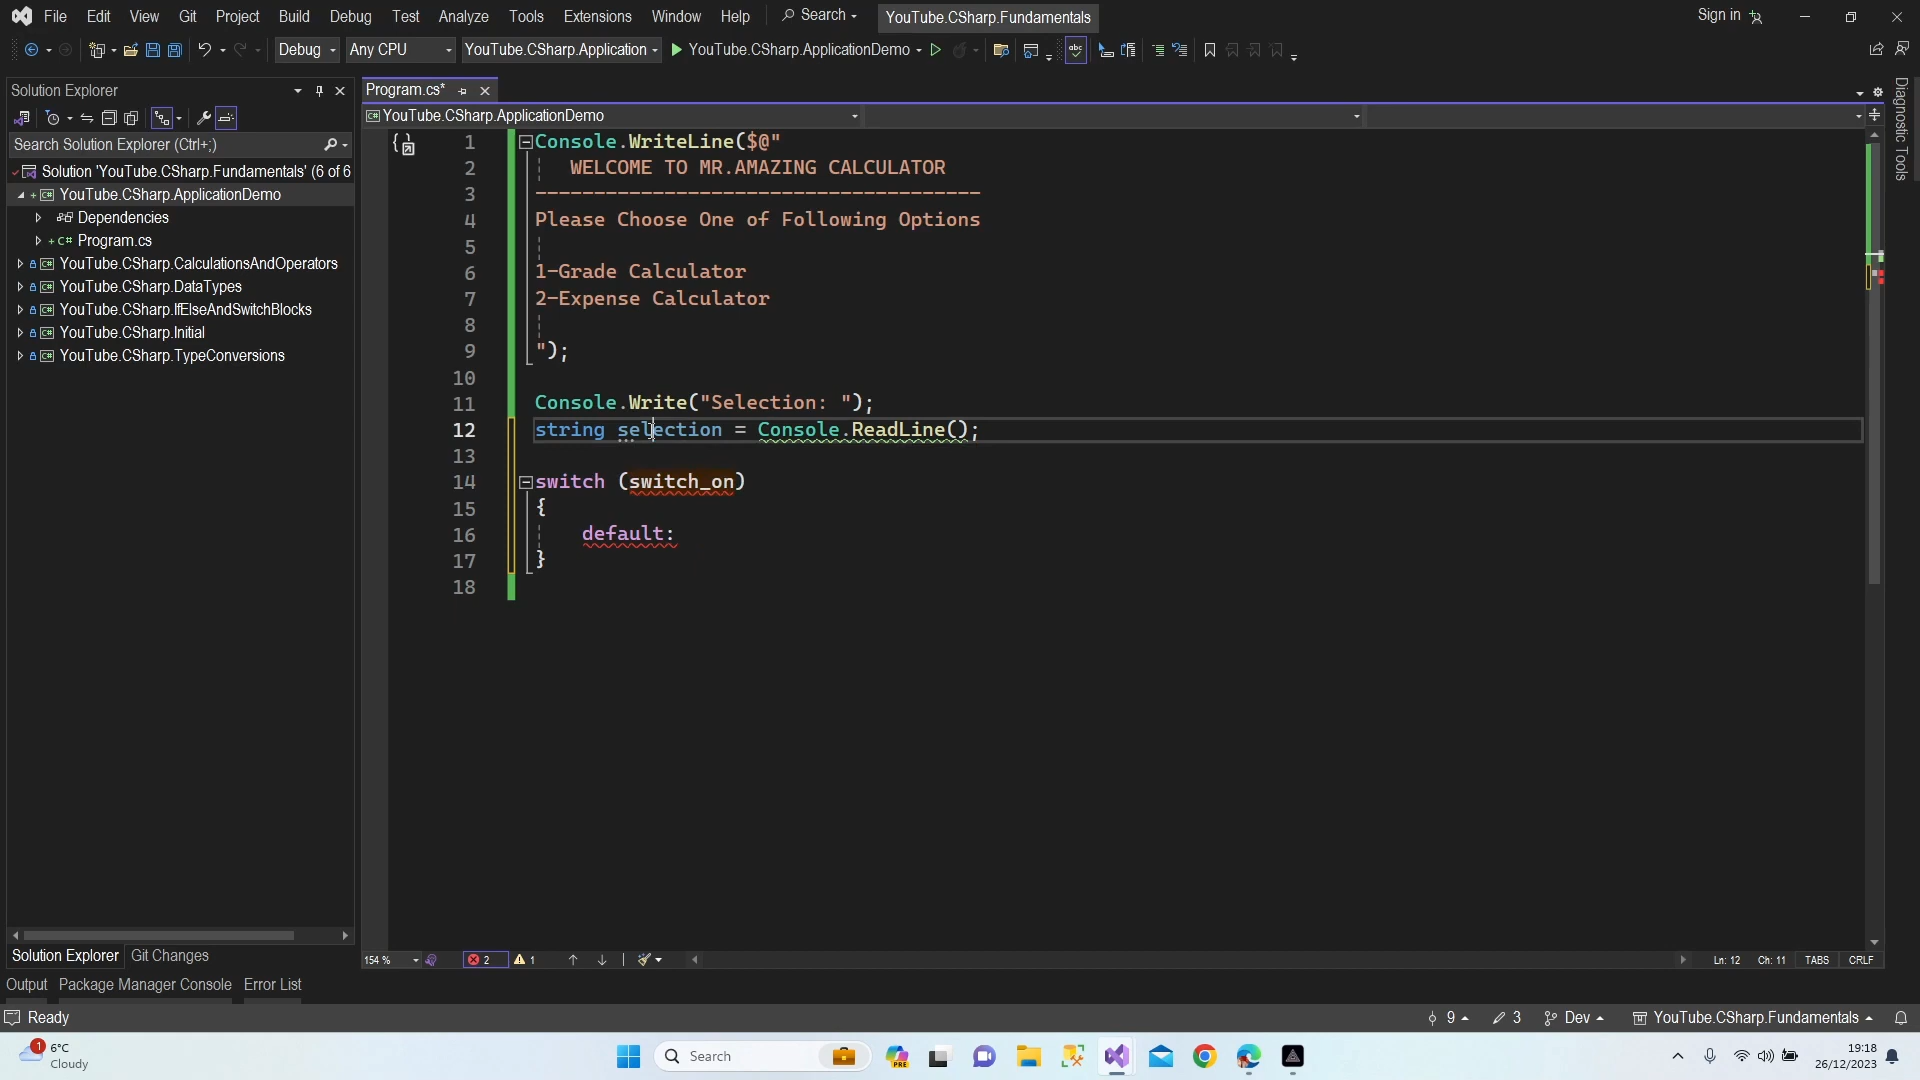 File Edit View Git Project Build Debug Test Analyze Tools Extensions Window Help Search YouTube.CSharp.Fundamentals Sign in
Debug Any CPU YouTube.CSharp.Application YouTube.CSharp.ApplicationDemo
Solution Explorer
Search Solution Explorer (Ctrl+;)
Solution 'YouTube.CSharp.Fundamentals' (6 of 6
YouTube.CSharp.ApplicationDemo
Dependencies
C# Program.cs
YouTube.CSharp.CalculationsAndOperators
YouTube.CSharp.DataTypes
YouTube.CSharp.IfElseAndSwitchBlocks
YouTube.CSharp.Initial
YouTube.CSharp.TypeConversions
Solution Explorer Git Changes
Program.cs*
YouTube.CSharp.ApplicationDemo
1 Console.WriteLine($@"
2 WELCOME TO MR.AMAZING CALCULATOR
3 --------------------------------------
4 Please Choose One of Following Options
5
6 1-Grade Calculator
7 2-Expense Calculator
8
9 ");
10
11 Console.Write("Selection: ");
12 string selection = Console.ReadLine();
13
14 switch (switch_on)
15 {
16 default:
17 }
18
Diagnostic Tools
154 % 2 1 Ln: 12 Ch: 11 TABS CRLF
Output Package Manager Console Error List
Ready 9 3 Dev YouTube.CSharp.Fundamentals
1 6°C
Cloudy
Search
PRE
19:18
26/12/2023